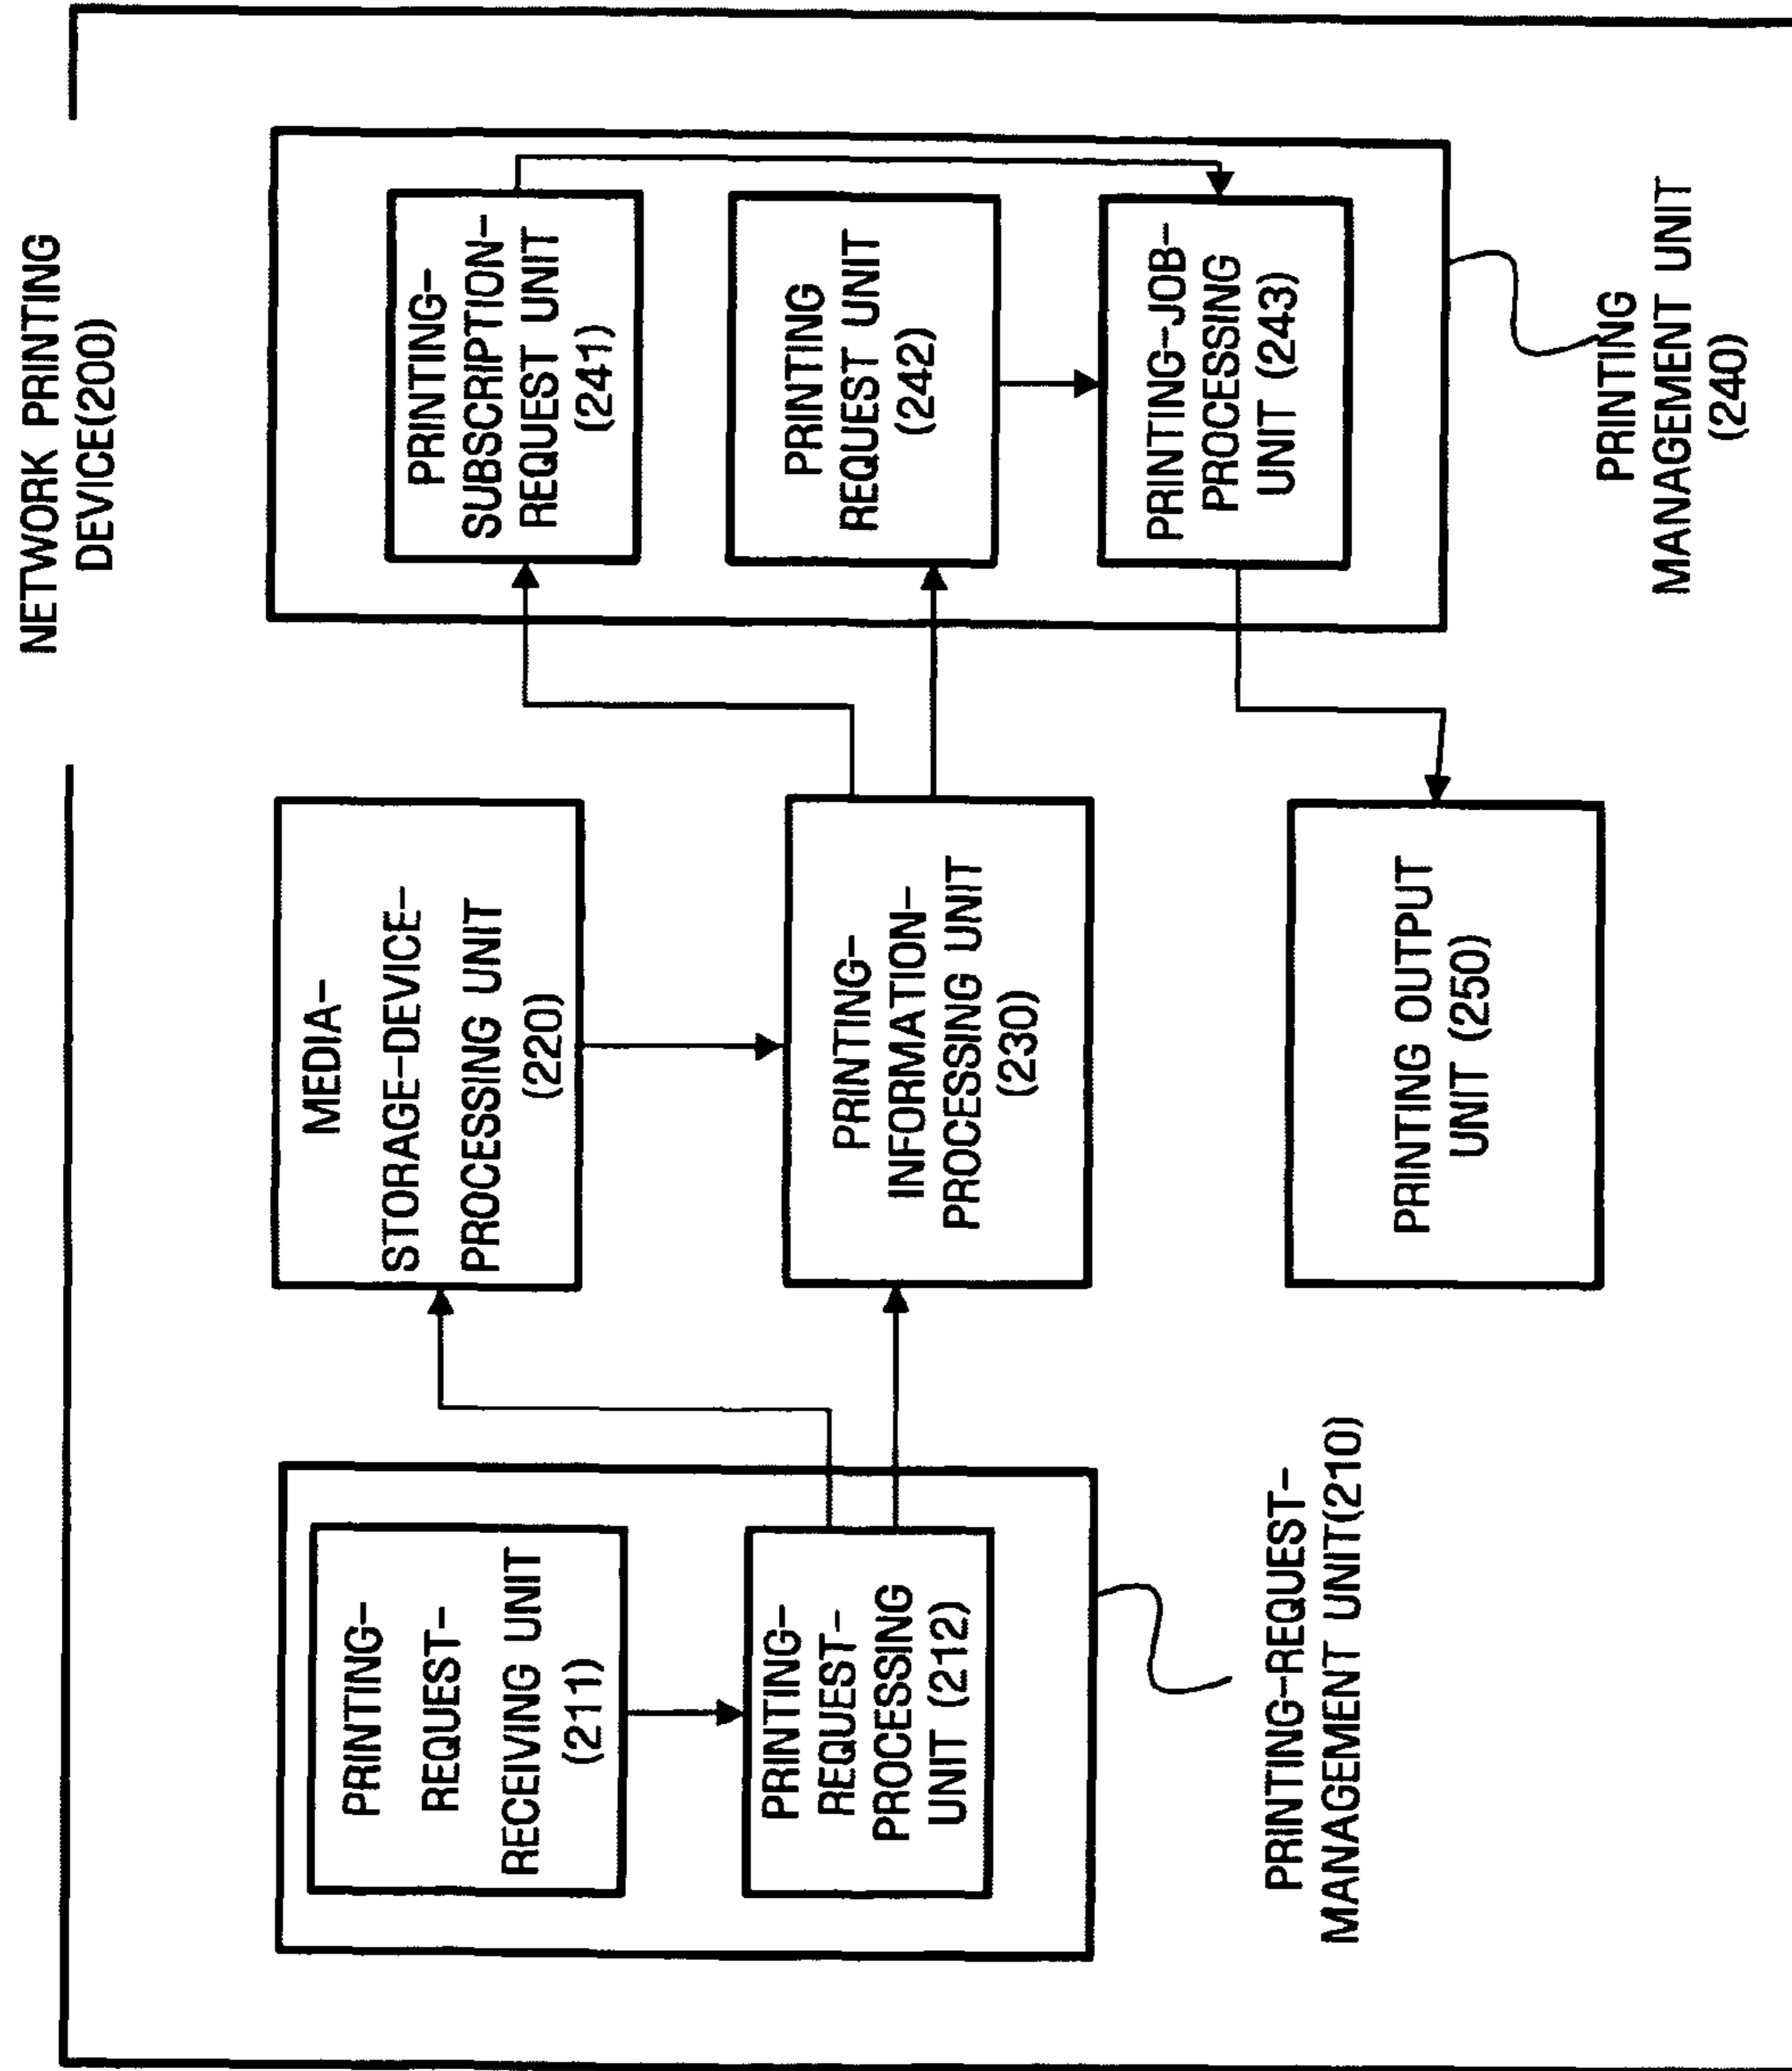 NETWORK PRINTING
DEVICE(200)
PRINTING-
REQUEST-
RECEIVING UNIT
(211)
PRINTING-
REQUEST-
PROCESSING
UNIT (212)
PRINTING-REQUEST-
MANAGEMENT UNIT(210)
MEDIA-
STORAGE-DEVICE-
PROCESSING UNIT
(220)
PRINTING-
INFORMATION-
PROCESSING UNIT
(230)
PRINTING OUTPUT
UNIT (250)
PRINTING-
SUBSCRIPTION-
REQUEST UNIT
(241)
PRINTING
REQUEST UNIT
(242)
PRINTING-JOB-
PROCESSING
UNIT (243)
PRINTING
MANAGEMENT UNIT
(240)